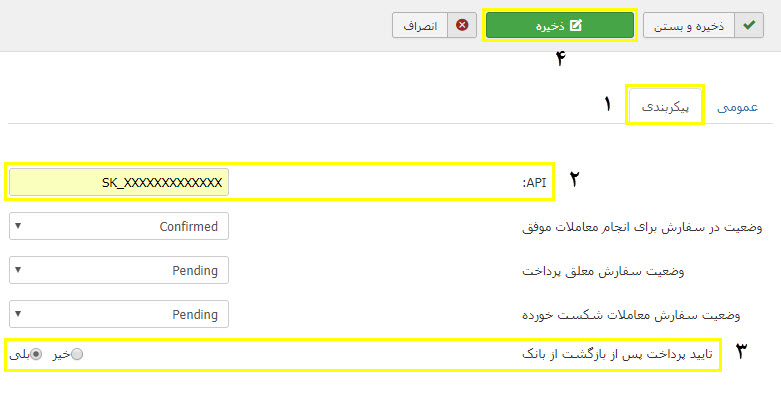 ذخیره و بستن ذخیره انصراف
۴
عمومی پیکربندی ۱
API: SK_XXXXXXXXXXXXX ۲
وضعیت در سفارش برای انجام معاملات موفق Confirmed
وضعیت سفارش معلق پرداخت Pending
وضعیت سفارش معاملات شکست خورده Pending
تایید پرداخت پس از بازگشت از بانک خیر بلی ۳